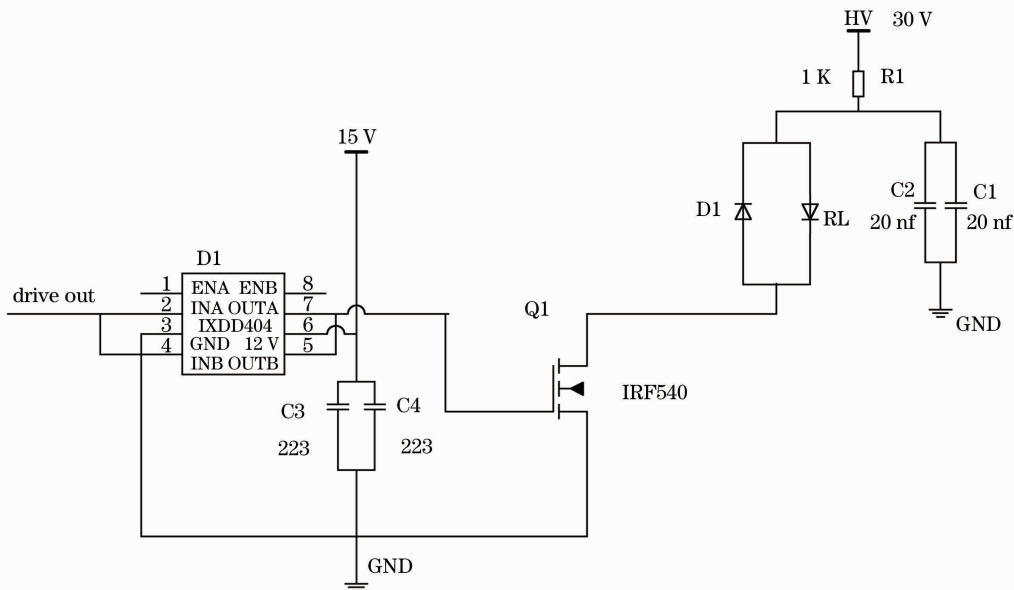 HV 30 V
1 K R1
15 V
C2 C1
D1 RL
20 nf 20 nf
D1
1 ENA ENB 8
drive out
2 INA OUTA 7
Q1
3 IXDD404 6
GND
4 GND 12 V 5
INB OUTB
IRF540
C3 C4
223 223
GND